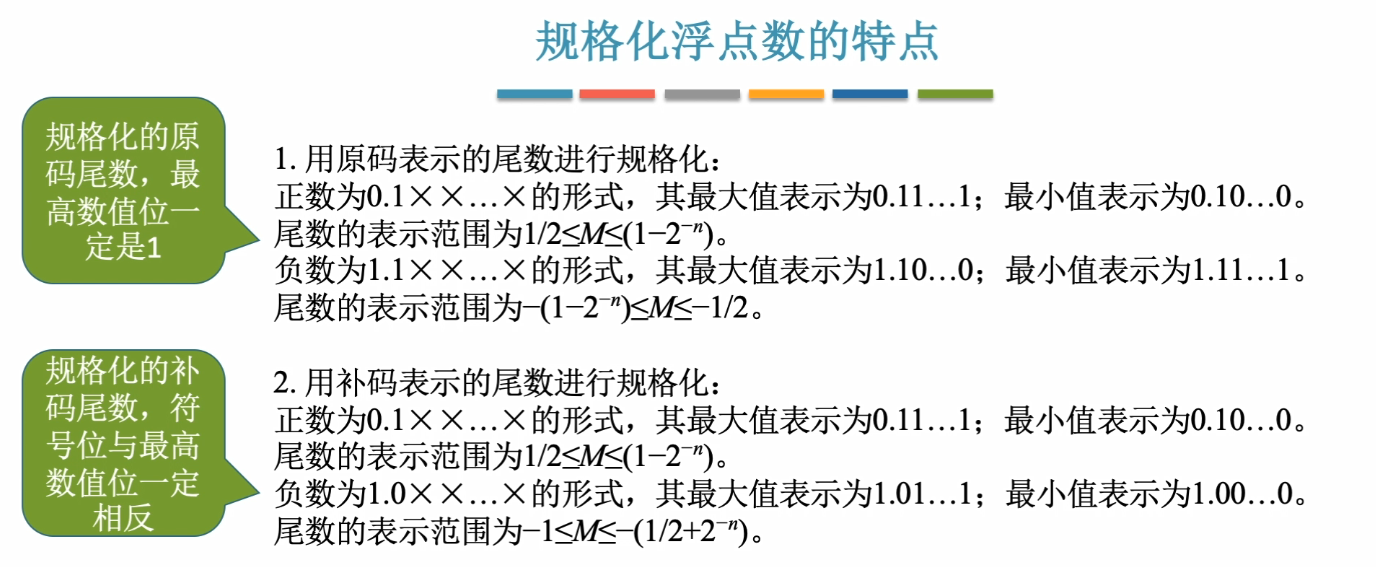 规格化浮点数的特点
规格化的原
码尾数，最
高数值位一
定是1
1. 用原码表示的尾数进行规格化：
正数为0.1××…×的形式，其最大值表示为0.11…1；最小值表示为0.10…0。
尾数的表示范围为1/2≤M≤(1−2⁻ⁿ)。
负数为1.1××…×的形式，其最大值表示为1.10…0；最小值表示为1.11…1。
尾数的表示范围为−(1−2⁻ⁿ)≤M≤−1/2。
规格化的补
码尾数，符
号位与最高
数值位一定
相反
2. 用补码表示的尾数进行规格化：
正数为0.1××…×的形式，其最大值表示为0.11…1；最小值表示为0.10…0。
尾数的表示范围为1/2≤M≤(1−2⁻ⁿ)。
负数为1.0××…×的形式，其最大值表示为1.01…1；最小值表示为1.00…0。
尾数的表示范围为−1≤M≤−(1/2+2⁻ⁿ)。